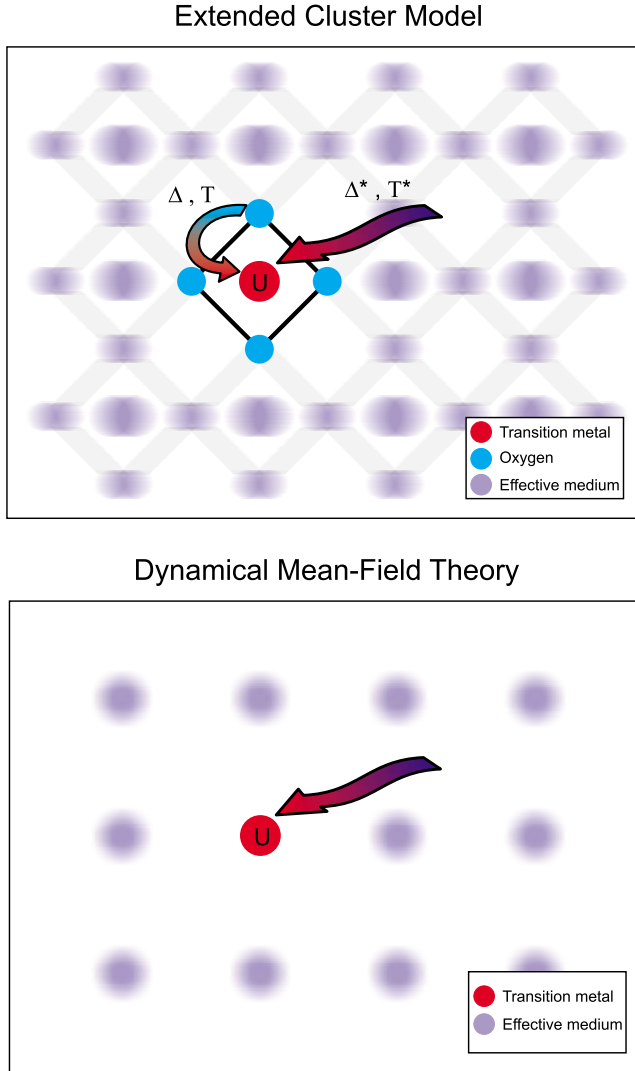 Extended Cluster Model
Δ , T
Δ* , T*
U
Transition metal
Oxygen
Effective medium
Dynamical Mean-Field Theory
U
Transition metal
Effective medium